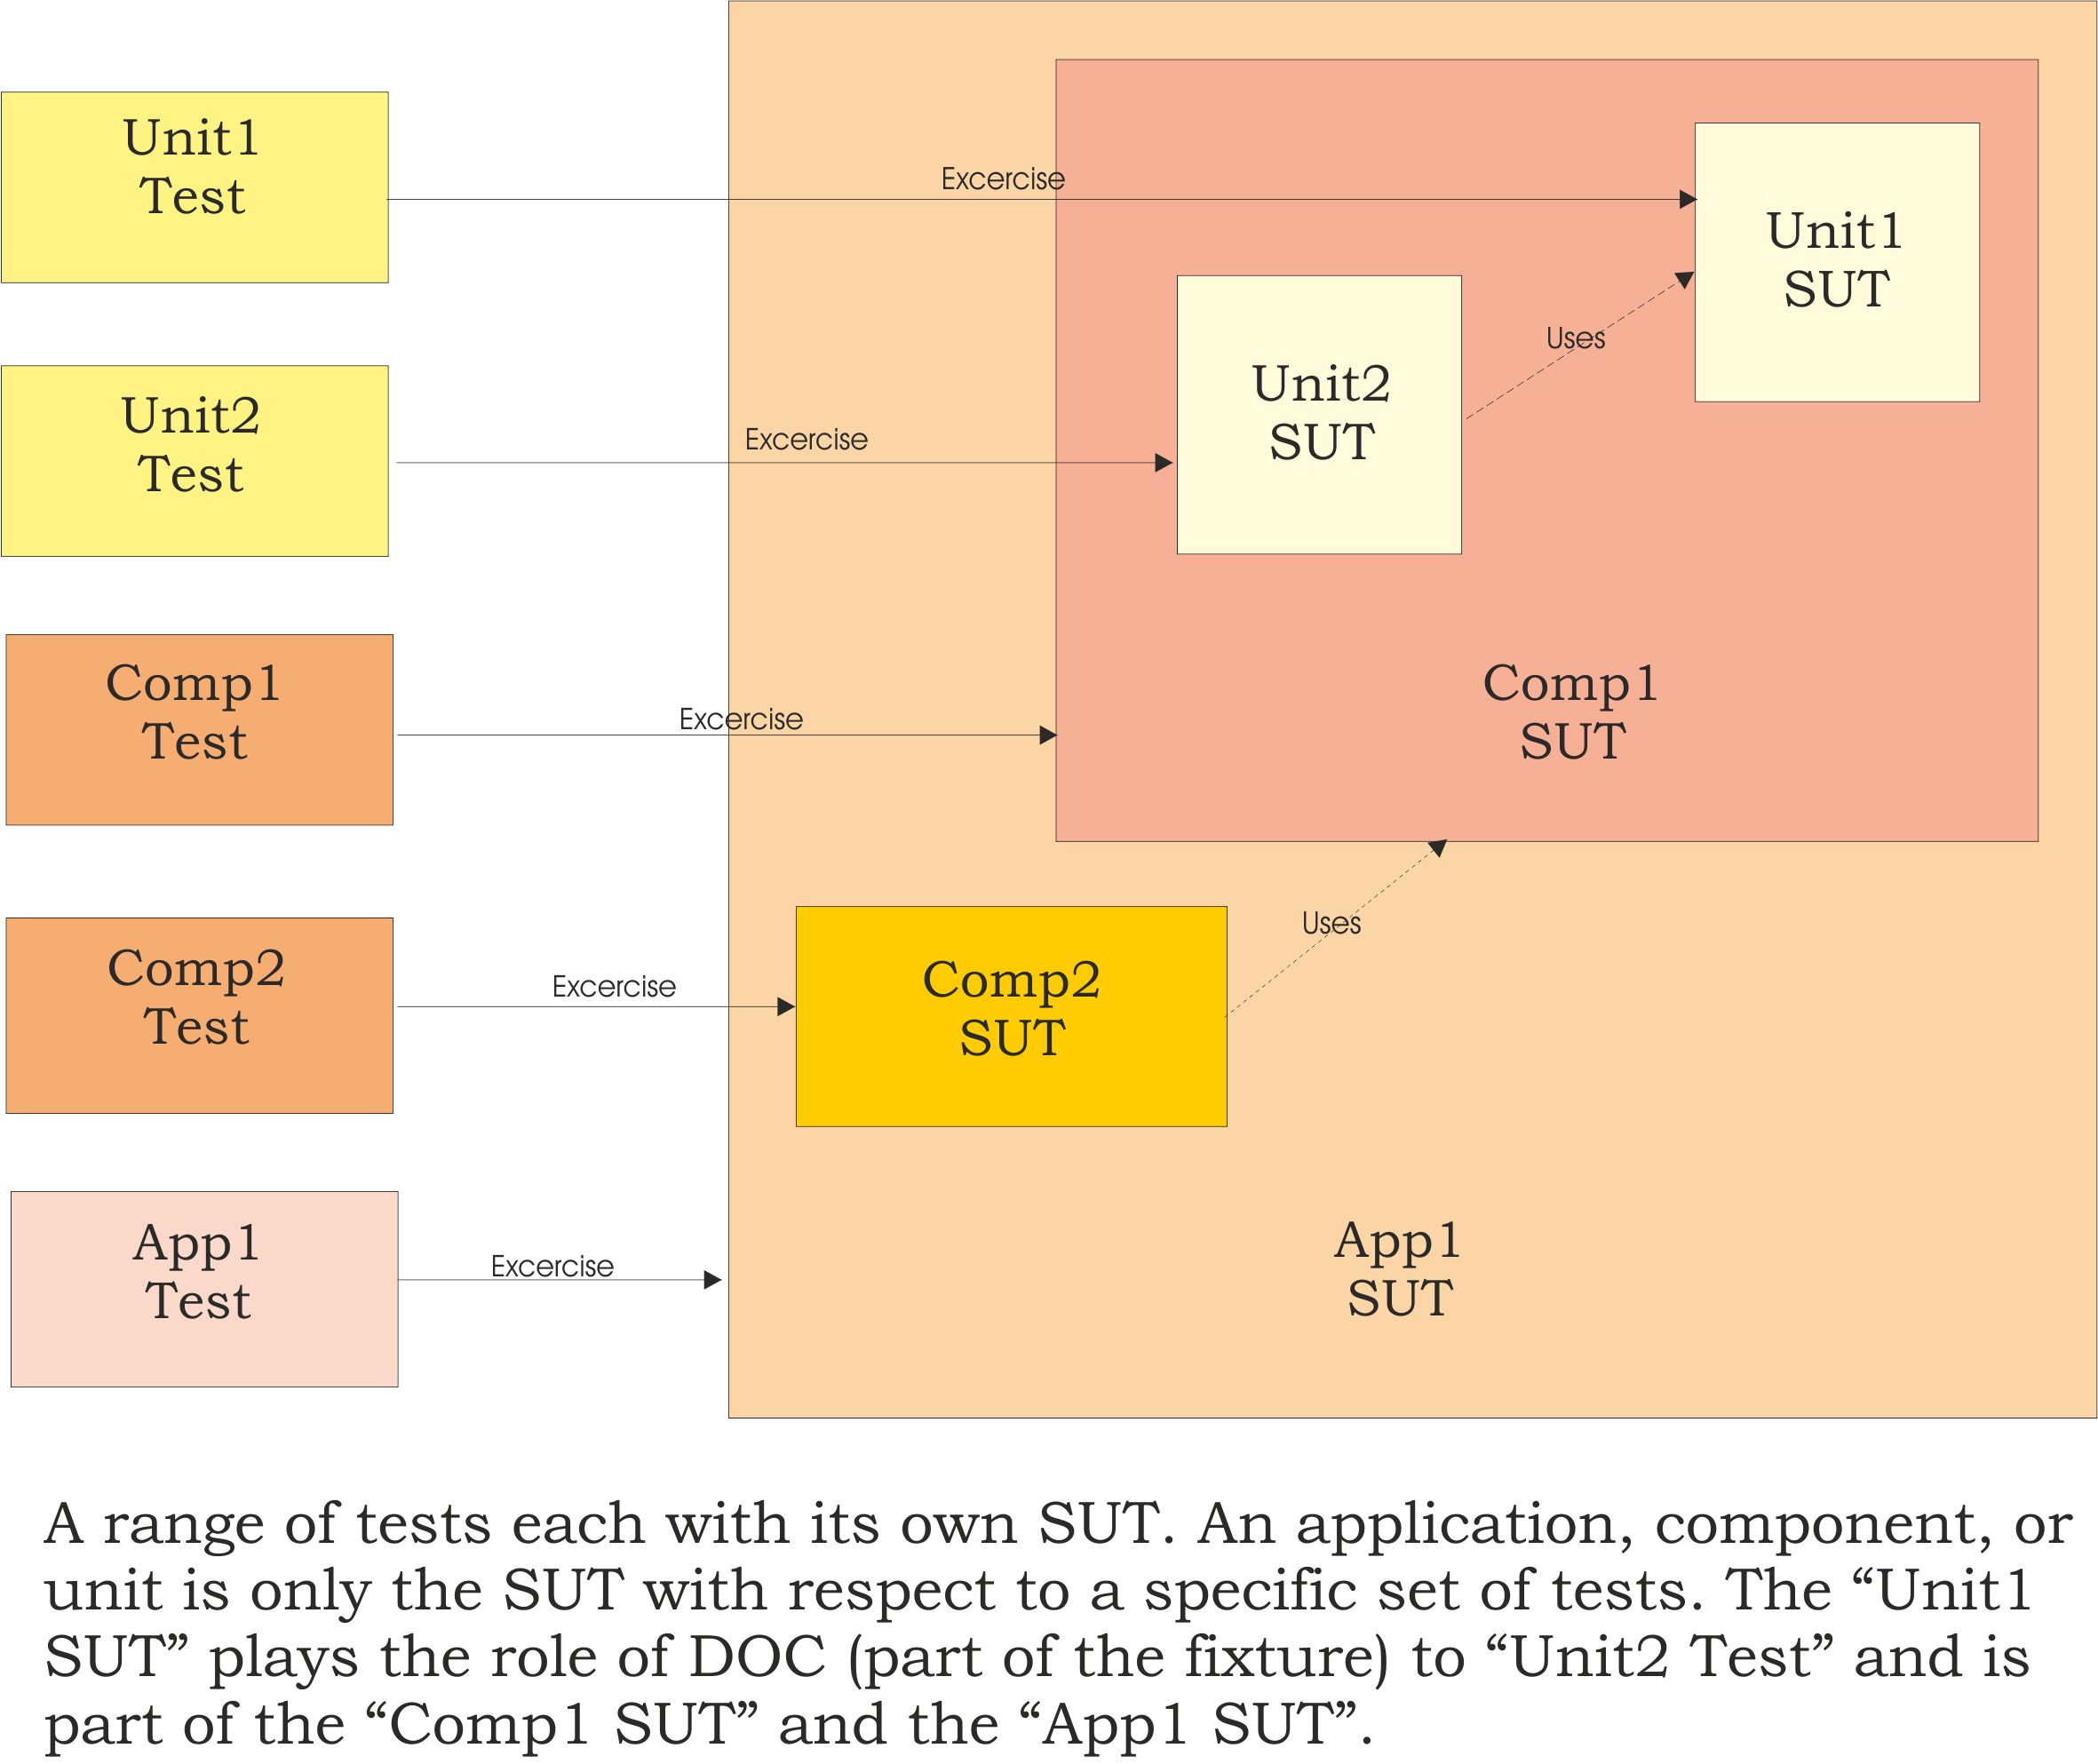 Unit1
Test
Excercise
Unit1
SUT
Uses
Unit2
Test
Excercise
Unit2
SUT
Comp1
Test
Excercise
Comp1
SUT
Comp2
Test
Excercise
Comp2
SUT
Uses
App1
Test
Excercise
App1
SUT
A range of tests each with its own SUT. An application, component, or
unit is only the SUT with respect to a specific set of tests. The “Unit1
SUT” plays the role of DOC (part of the fixture) to “Unit2 Test” and is
part of the “Comp1 SUT” and the “App1 SUT”.